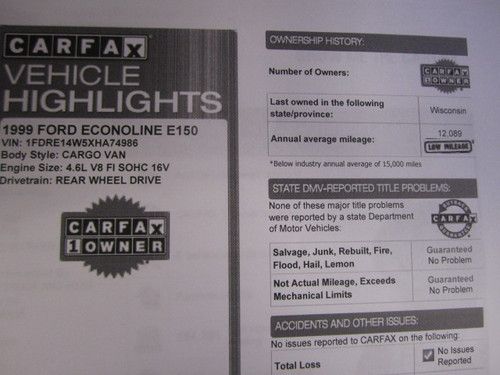 CARFAX
VEHICLE
HIGHLIGHTS
1999 FORD ECONOLINE E150
VIN: 1FDRE14W5XHA74986
Body Style: CARGO VAN
Engine Size: 4.6L V8 FI SOHC 16V
Drivetrain: REAR WHEEL DRIVE
CARFAX
1 OWNER
OWNERSHIP HISTORY:
Number of Owners:
CARFAX
1 OWNER
Last owned in the following
state/province:
Wisconsin
Annual average mileage:
12,089
LOW MILEAGE
*Below industry annual average of 15,000 miles
STATE DMV-REPORTED TITLE PROBLEMS:
None of these major title problems
were reported by a state Department
of Motor Vehicles:
CARFAX
Salvage, Junk, Rebuilt, Fire,
Flood, Hail, Lemon
Guaranteed
No Problem
Not Actual Mileage, Exceeds
Mechanical Limits
Guaranteed
No Problem
ACCIDENTS AND OTHER ISSUES:
No issues reported to CARFAX on the following:
Total Loss
No Issues
Reported